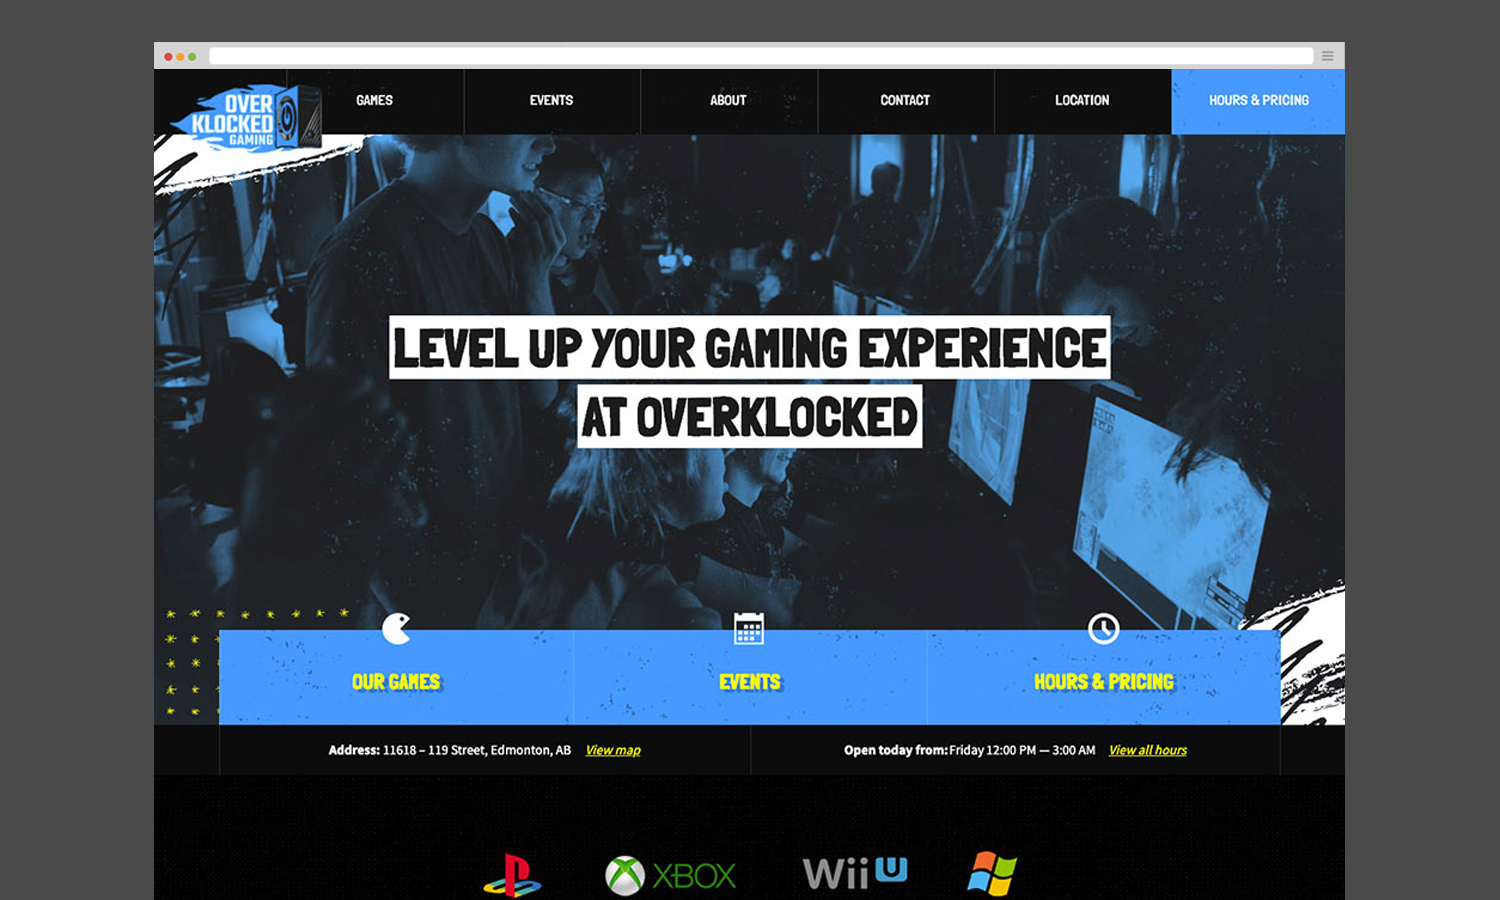 OVER
KLOCKED
GAMING
GAMES
EVENTS
ABOUT
CONTACT
LOCATION
HOURS & PRICING
LEVEL UP YOUR GAMING EXPERIENCE
AT OVERKLOCKED
OUR GAMES
EVENTS
HOURS & PRICING
Address: 11618 – 119 Street, Edmonton, AB View map
Open today from:Friday 12:00 PM — 3:00 AM View all hours
XBOX
Wii U